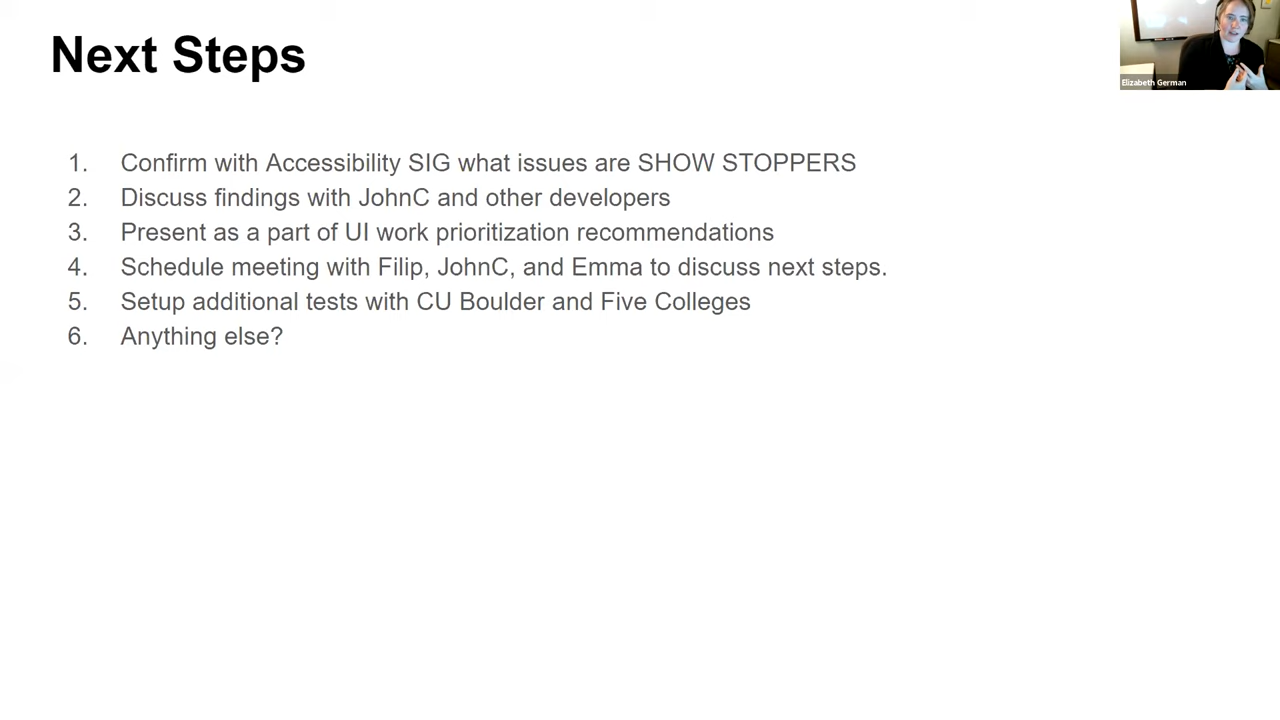 Next Steps
Elizabeth German
1. Confirm with Accessibility SIG what issues are SHOW STOPPERS
2. Discuss findings with JohnC and other developers
3. Present as a part of UI work prioritization recommendations
4. Schedule meeting with Filip, JohnC, and Emma to discuss next steps.
5. Setup additional tests with CU Boulder and Five Colleges
6. Anything else?